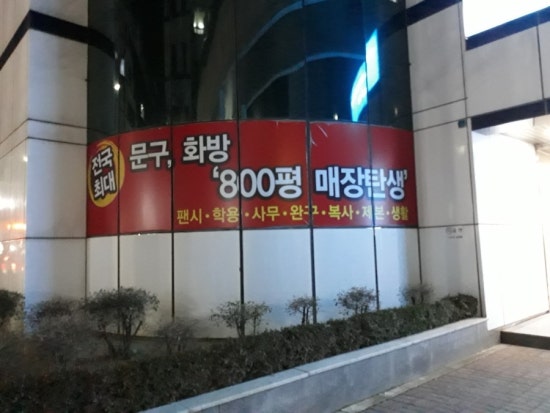 전국
최대
문구, 화방
'800평 매장탄생'
팬시·학용·사무·완구·복사·제본·생활